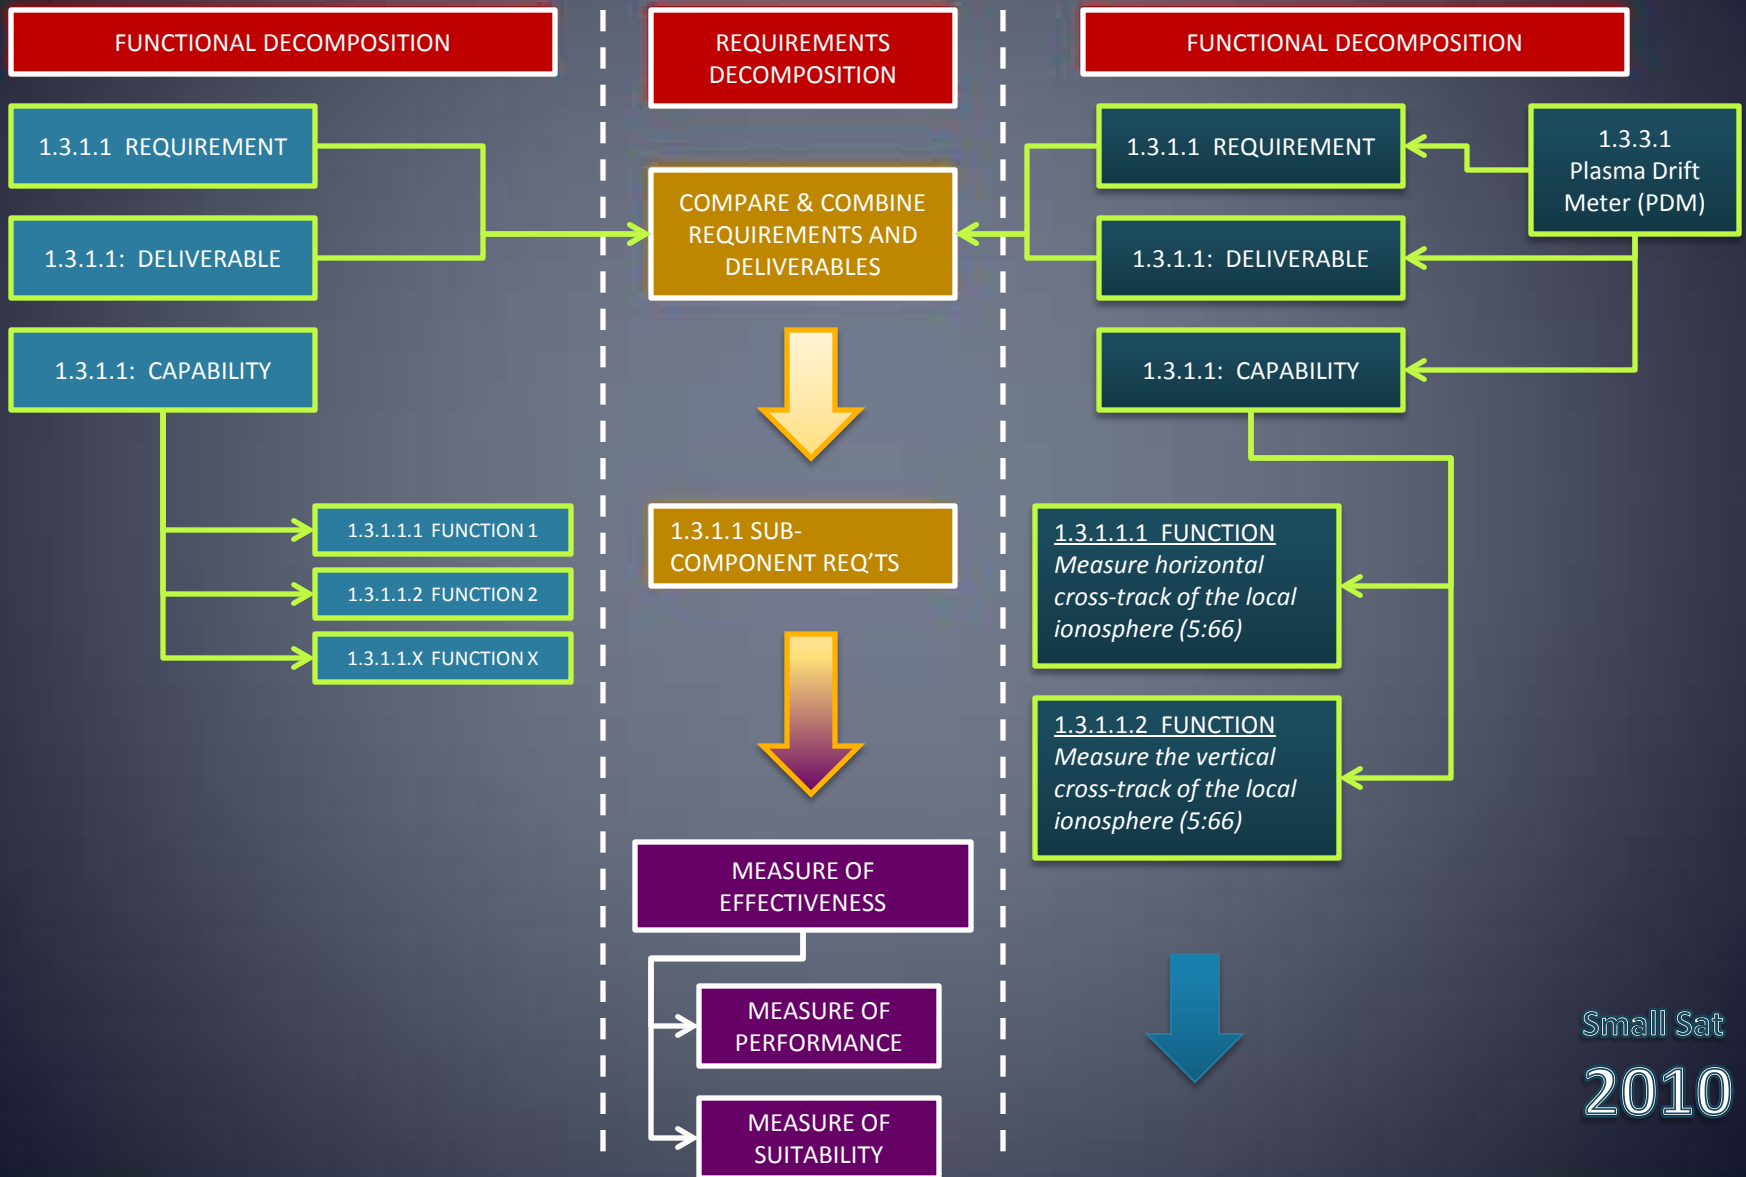 FUNCTIONAL DECOMPOSITION
1.3.1.1 REQUIREMENT
1.3.1.1: DELIVERABLE
1.3.1.1: CAPABILITY
1.3.1.1.1 FUNCTION 1
1.3.1.1.2 FUNCTION 2
1.3.1.1.X FUNCTION X
REQUIREMENTS
DECOMPOSITION
COMPARE & COMBINE
REQUIREMENTS AND
DELIVERABLES
1.3.1.1 SUB-
COMPONENT REQ’TS
MEASURE OF
EFFECTIVENESS
MEASURE OF
PERFORMANCE
MEASURE OF
SUITABILITY
FUNCTIONAL DECOMPOSITION
1.3.1.1 REQUIREMENT
1.3.1.1: DELIVERABLE
1.3.1.1: CAPABILITY
1.3.3.1
Plasma Drift
Meter (PDM)
1.3.1.1.1 FUNCTION
Measure horizontal
cross-track of the local
ionosphere (5:66)
1.3.1.1.2 FUNCTION
Measure the vertical
cross-track of the local
ionosphere (5:66)
Small Sat
2010